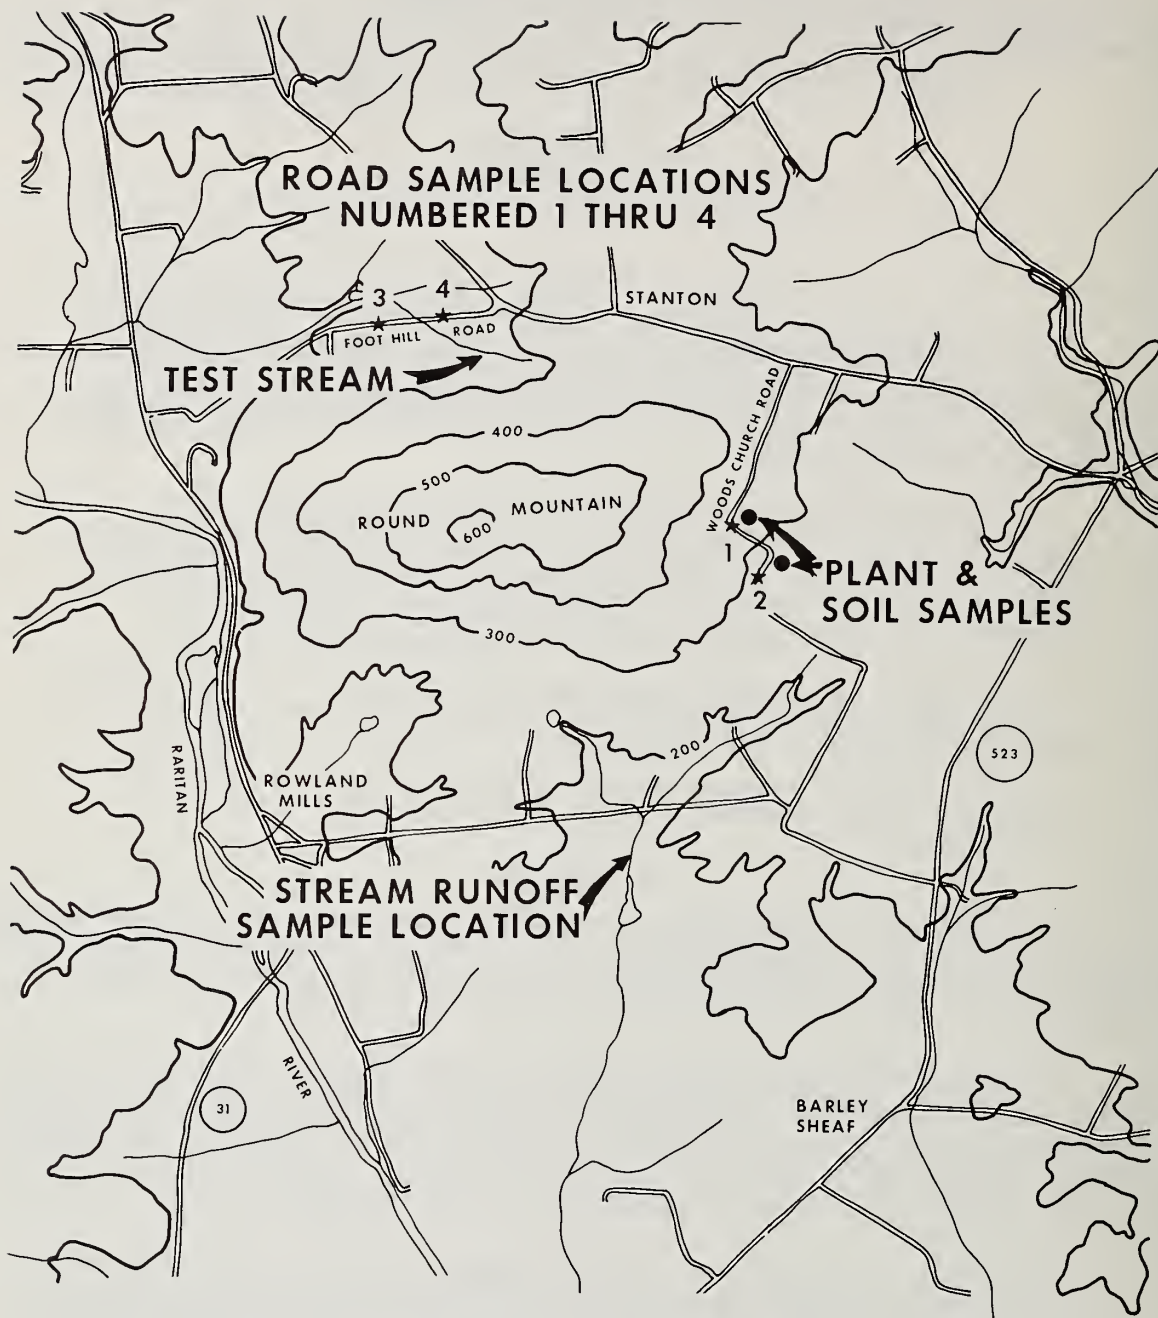 ROAD SAMPLE LOCATIONS
NUMBERED 1 THRU 4
3
4
STANTON
FOOT HILL ROAD
TEST STREAM
WOODS CHURCH ROAD
400
500
ROUND MOUNTAIN
600
1
2
PLANT &
SOIL SAMPLES
300
200
523
RARITAN
ROWLAND
MILLS
STREAM RUNOFF
SAMPLE LOCATION
RIVER
31
BARLEY
SHEAF